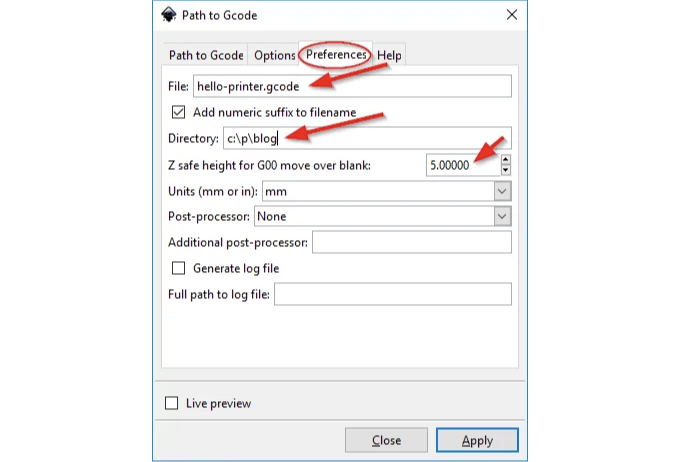 Path to Gcode
Path to Gcode Options Preferences Help
File: hello-printer.gcode
Add numeric suffix to filename
Directory: c:\p\blog
Z safe height for G00 move over blank: 5.00000
Units (mm or in): mm
Post-processor: None
Additional post-processor:
Generate log file
Full path to log file:
Live preview
Close Apply